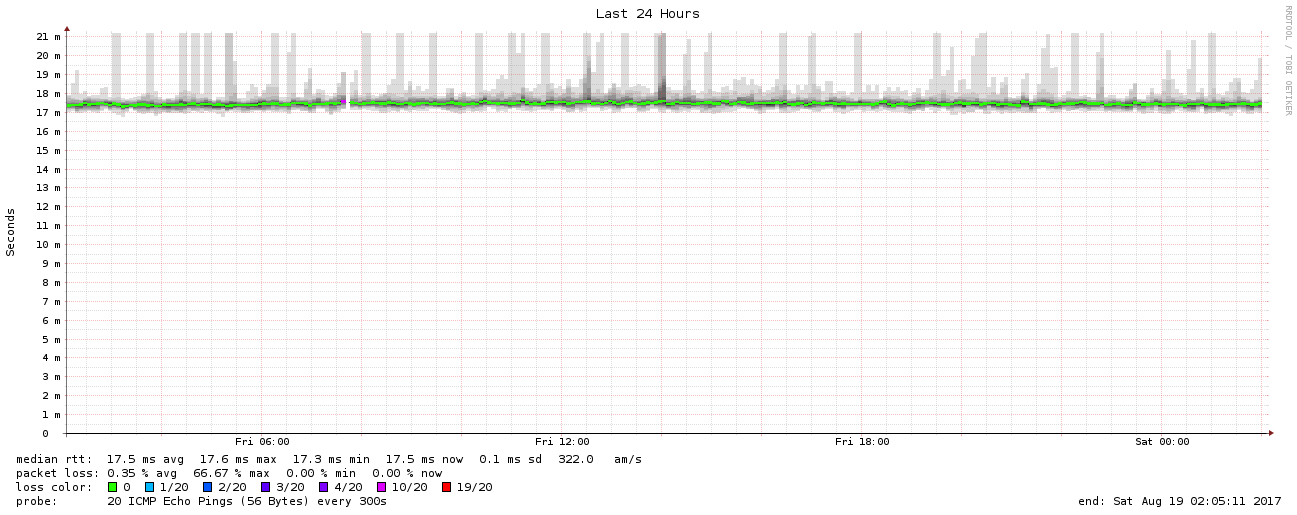 Last 24 Hours
RRDTOOL / TOBI OETIKER
21 m
20 m
19 m
18 m
17 m
16 m
15 m
14 m
13 m
12 m
11 m
10 m
9 m
8 m
7 m
6 m
5 m
4 m
3 m
2 m
1 m
0
Seconds
Fri 06:00 Fri 12:00 Fri 18:00 Sat 00:00
median rtt: 17.5 ms avg 17.6 ms max 17.3 ms min 17.5 ms now 0.1 ms sd 322.0 am/s
packet loss: 0.35 % avg 66.67 % max 0.00 % min 0.00 % now
loss color: 0 1/20 2/20 3/20 4/20 10/20 19/20
probe: 20 ICMP Echo Pings (56 Bytes) every 300s end: Sat Aug 19 02:05:11 2017